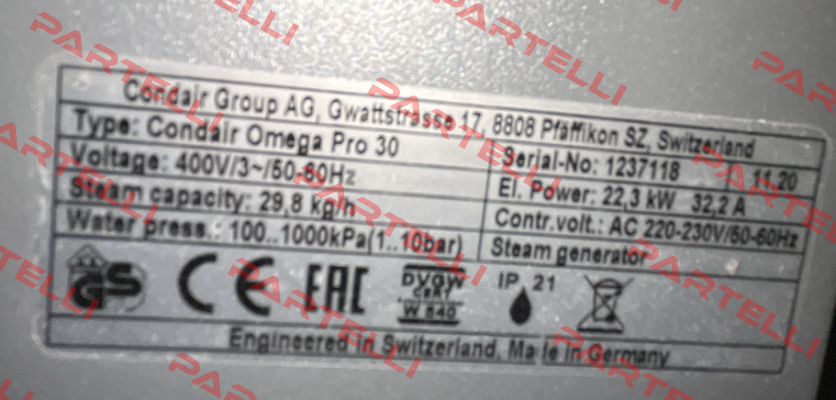 Condair Group AG, Gwattstrasse 17, 8808 Pfäffikon SZ, Switzerland
Type: Condair Omega Pro 30 Serial-No: 1237118 11.20
Voltage: 400V/3~/50-60Hz El. Power: 22,3 kW 32,2 A
Steam capacity: 29,8 kg/h Contr.volt.: AC 220-230V/50-60Hz
Water press.: 100..1000kPa(1..10bar) Steam generator
GS CE EAC DVGW CERT W 540 IP 21
Engineered in Switzerland, Made in Germany
PARTELLI
PARTELLI
PARTELLI
PARTELLI
PARTELLI
PARTELLI
PARTELLI
PARTELLI